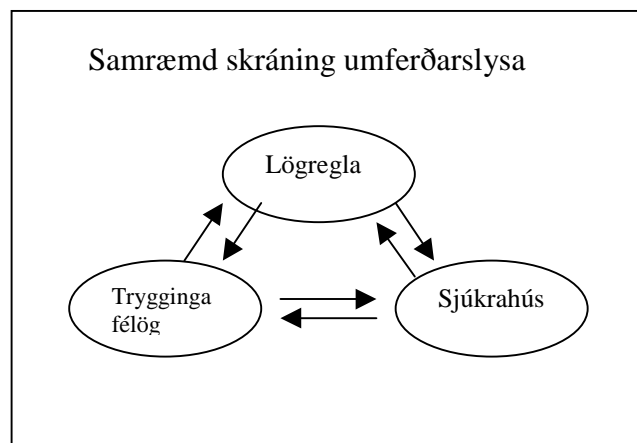 Samræmd skráning umferðarslysa
Lögregla
Trygginga
félög
Sjúkrahús